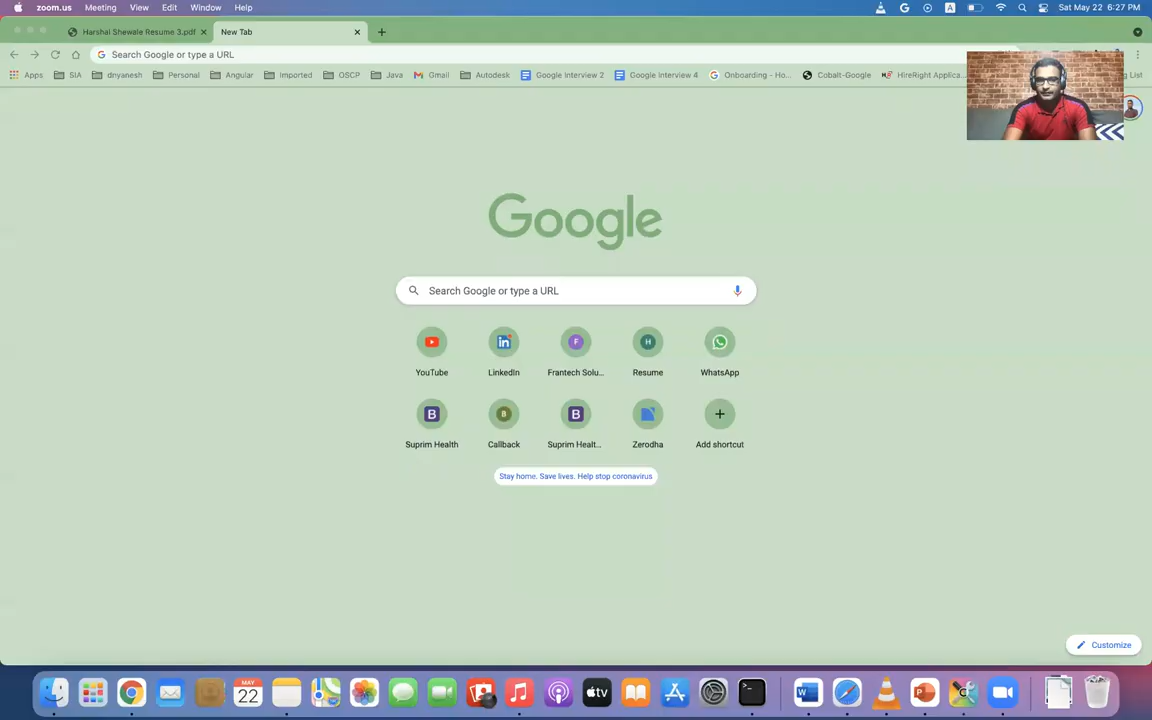 zoom.us Meeting View Edit Window Help A Sat May 22 6:27 PM
Harshal Shewale Resume 3.pdf New Tab
Search Google or type a URL
Apps SIA dnyanesh Personal Angular Imported OSCP Java Gmail Autodesk Google Interview 2 Google Interview 4 Onboarding - Ho... Cobalt-Google HireRight Applica... List
Google
Search Google or type a URL
F H
YouTube LinkedIn Frantech Solu... Resume WhatsApp
B B B
Suprim Health Callback Suprim Healt... Zerodha Add shortcut
Stay home. Save lives. Help stop coronavirus
Customize
MAY
22
tv
W P